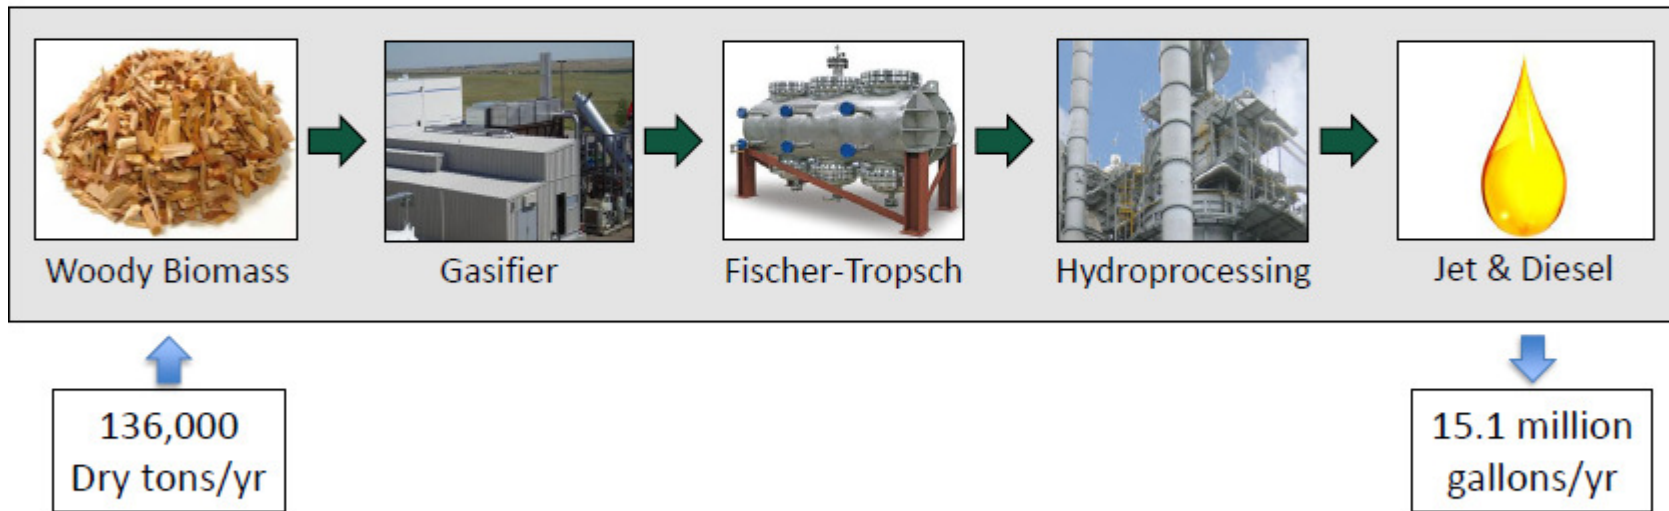 Woody Biomass
Gasifier
Fischer-Tropsch
Hydroprocessing
Jet & Diesel
136,000
Dry tons/yr
15.1 million
gallons/yr